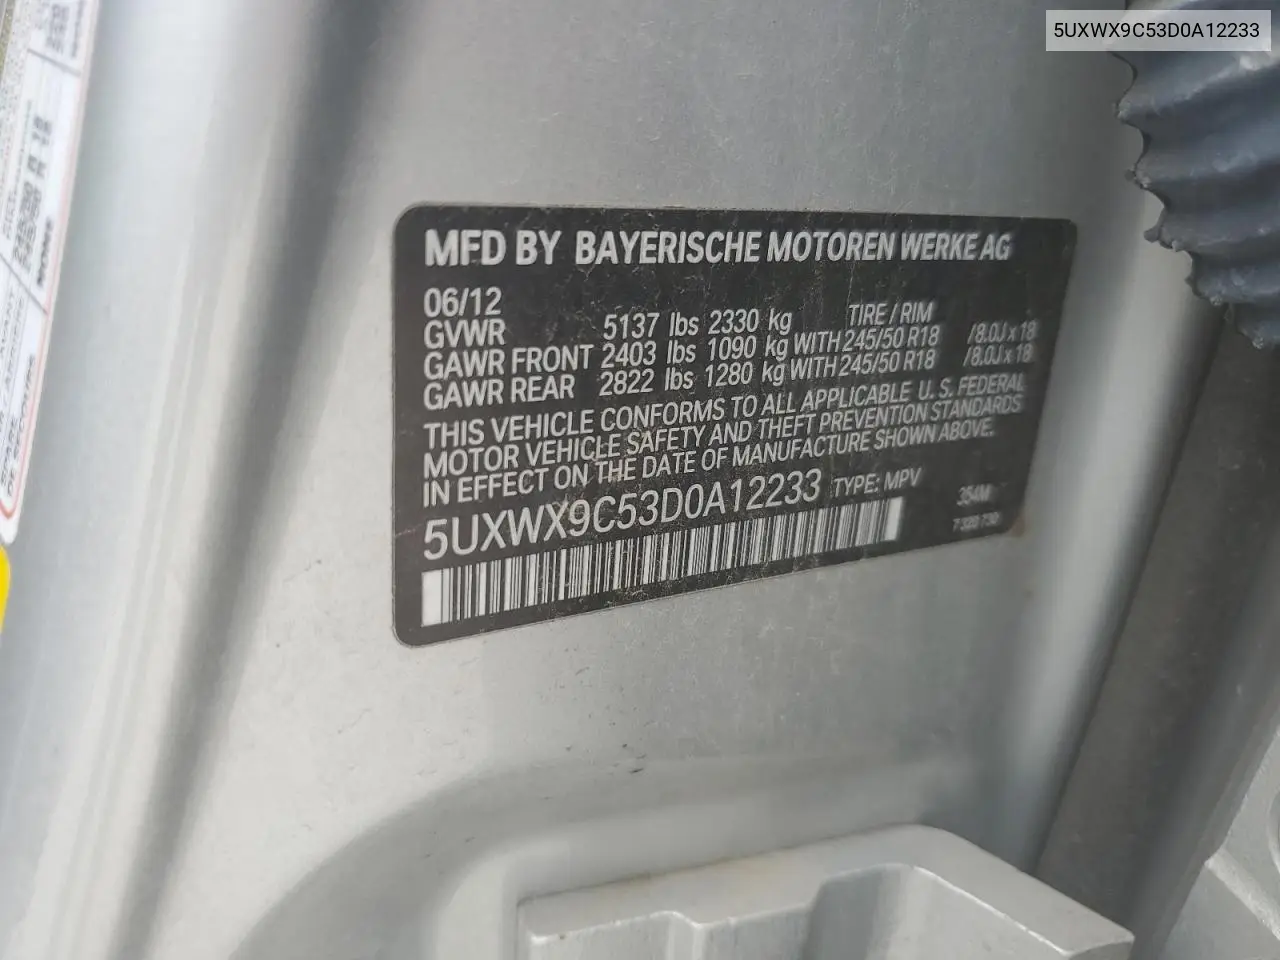 5UXWX9C53D0A12233
MFD BY BAYERISCHE MOTOREN WERKE AG
06/12
GVWR 5137 lbs 2330 kg TIRE / RIM
GAWR FRONT 2403 lbs 1090 kg WITH 245/50 R18 /8.0J x 18
GAWR REAR 2822 lbs 1280 kg WITH 245/50 R18 /8.0J x 18
THIS VEHICLE CONFORMS TO ALL APPLICABLE U. S. FEDERAL
MOTOR VEHICLE SAFETY AND THEFT PREVENTION STANDARDS
IN EFFECT ON THE DATE OF MANUFACTURE SHOWN ABOVE.
5UXWX9C53D0A12233 TYPE: MPV
354M